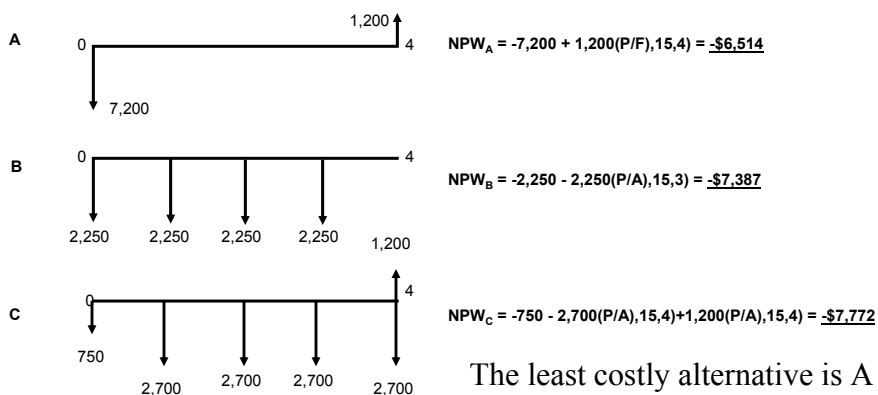 1,200
A 0 4 NPWA = -7,200 + 1,200(P/F),15,4) = -$6,514
7,200
B 0 4 NPWB = -2,250 - 2,250(P/A),15,3) = -$7,387
2,250 2,250 2,250 2,250
1,200
C 0 4 NPWC = -750 - 2,700(P/A),15,4)+1,200(P/A),15,4) = -$7,772
750
2,700 2,700 2,700 2,700
The least costly alternative is A